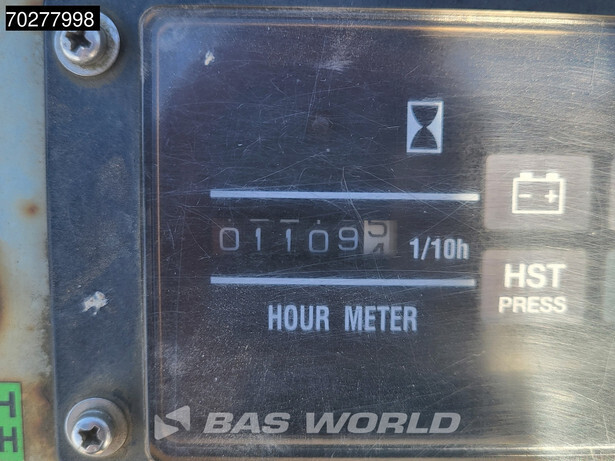 70277998
01109 1/10h
HOUR METER
HST
PRESS
BAS WORLD